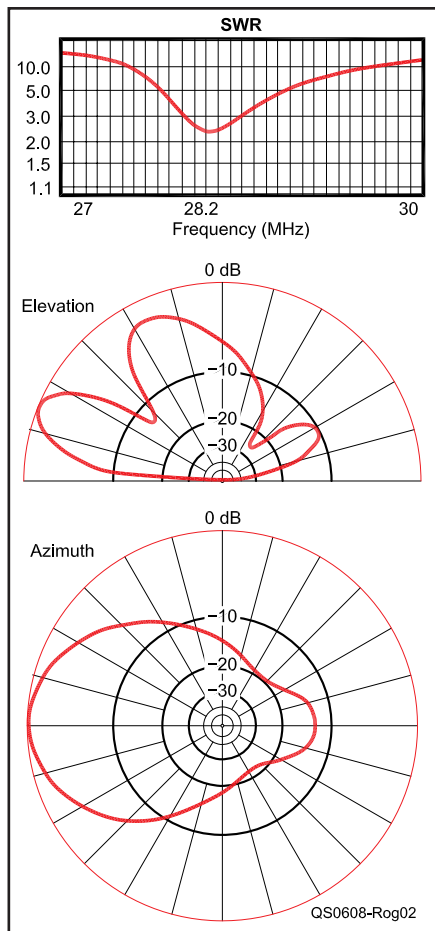 SWR
10.0
5.0
3.0
2.0
1.5
1.1
27 28.2 30
Frequency (MHz)
0 dB
Elevation
−10
−20
−30
0 dB
Azimuth
−10
−20
−30
QS0608-Rog02